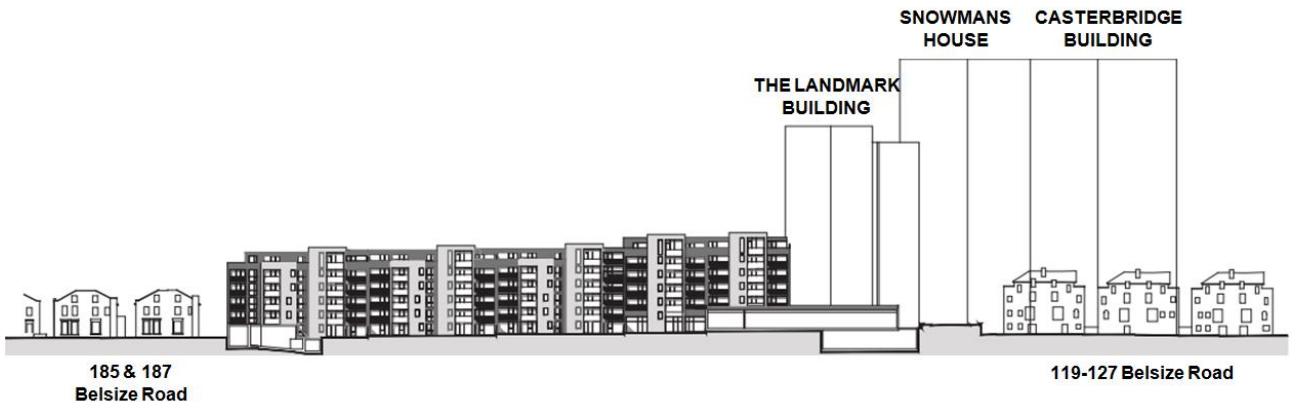 SNOWMANS
HOUSE
CASTERBRIDGE
BUILDING
THE LANDMARK
BUILDING
185 & 187
Belsize Road
119-127 Belsize Road